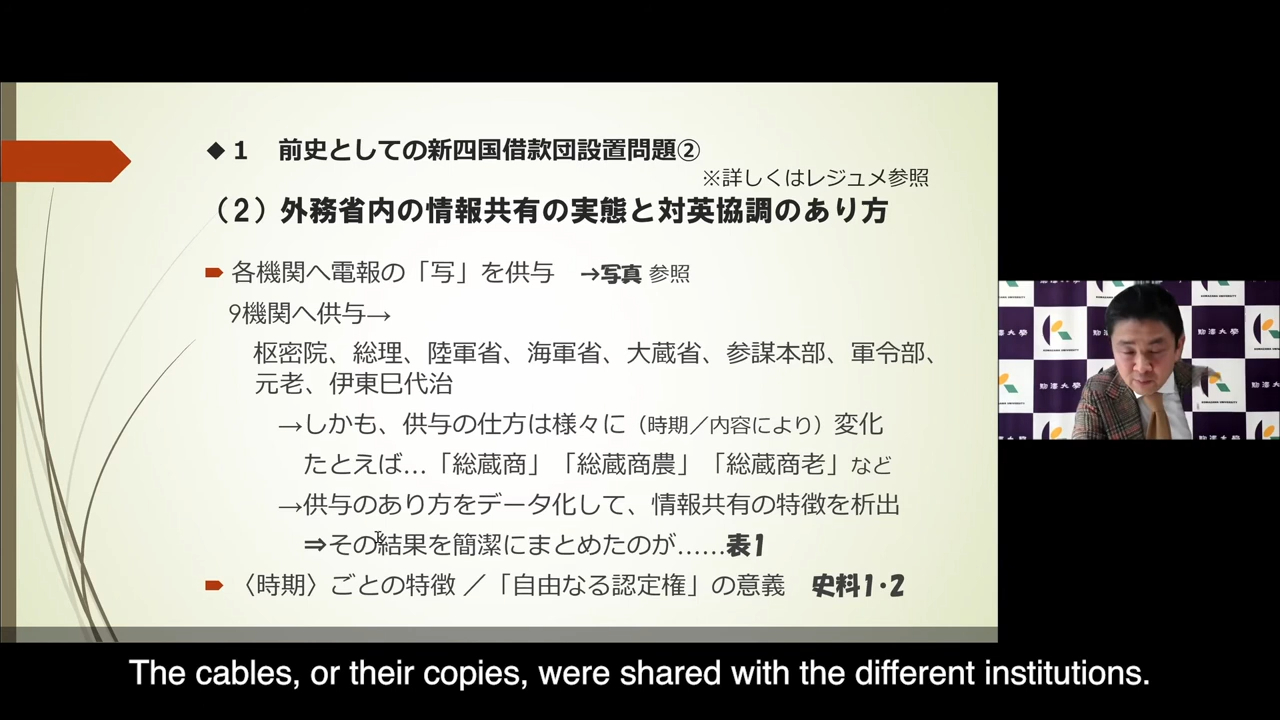 ◆１　前史としての新四国借款団設置問題②
※詳しくはレジュメ参照
（２）外務省内の情報共有の実態と対英協調のあり方
各機関へ電報の「写」を供与　→写真 参照
9機関へ供与→
枢密院、総理、陸軍省、海軍省、大蔵省、参謀本部、軍令部、
元老、伊東巳代治
→しかも、供与の仕方は様々に（時期／内容により）変化
たとえば…「総蔵商」「総蔵商農」「総蔵商老」など
→供与のあり方をデータ化して、情報共有の特徴を析出
⇒その結果を簡潔にまとめたのが……表1
〈時期〉ごとの特徴 ／「自由なる認定権」の意義　史料1・2
駒澤大學
KOMAZAWA UNIVERSITY
The cables, or their copies, were shared with the different institutions.